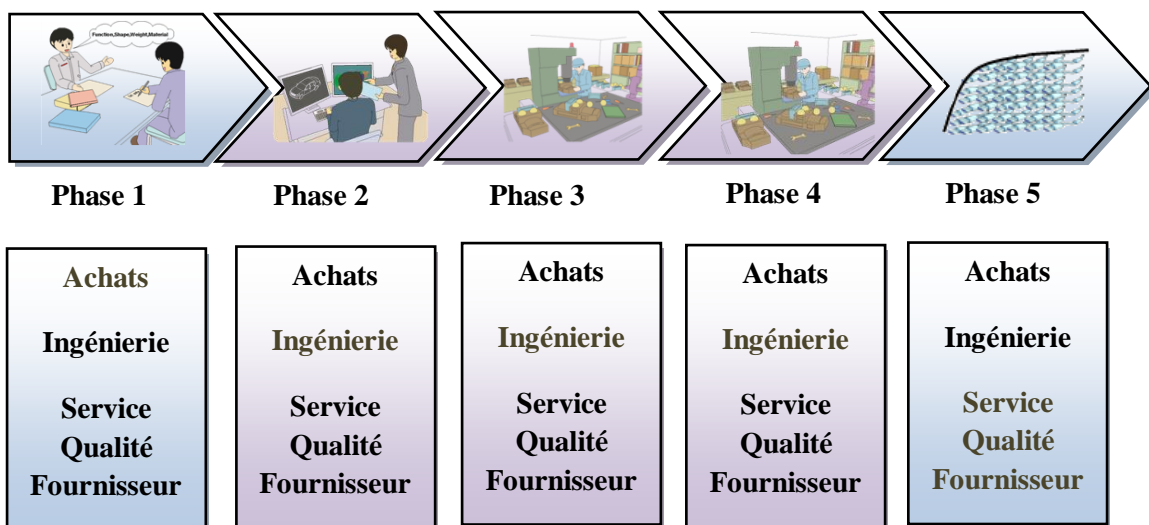 Function,Shape,Weight,Material
Phase 1
Phase 2
Phase 3
Phase 4
Phase 5
Achats
Ingénierie
Service
Qualité
Fournisseur
Achats
Ingénierie
Service
Qualité
Fournisseur
Achats
Ingénierie
Service
Qualité
Fournisseur
Achats
Ingénierie
Service
Qualité
Fournisseur
Achats
Ingénierie
Service
Qualité
Fournisseur